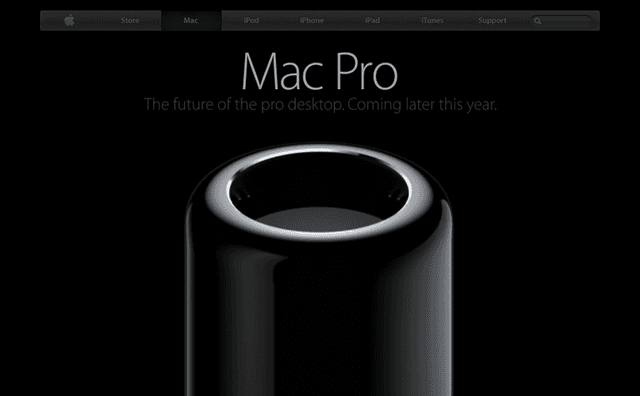 Store Mac iPod iPhone iPad iTunes Support
Mac Pro
The future of the pro desktop. Coming later this year.